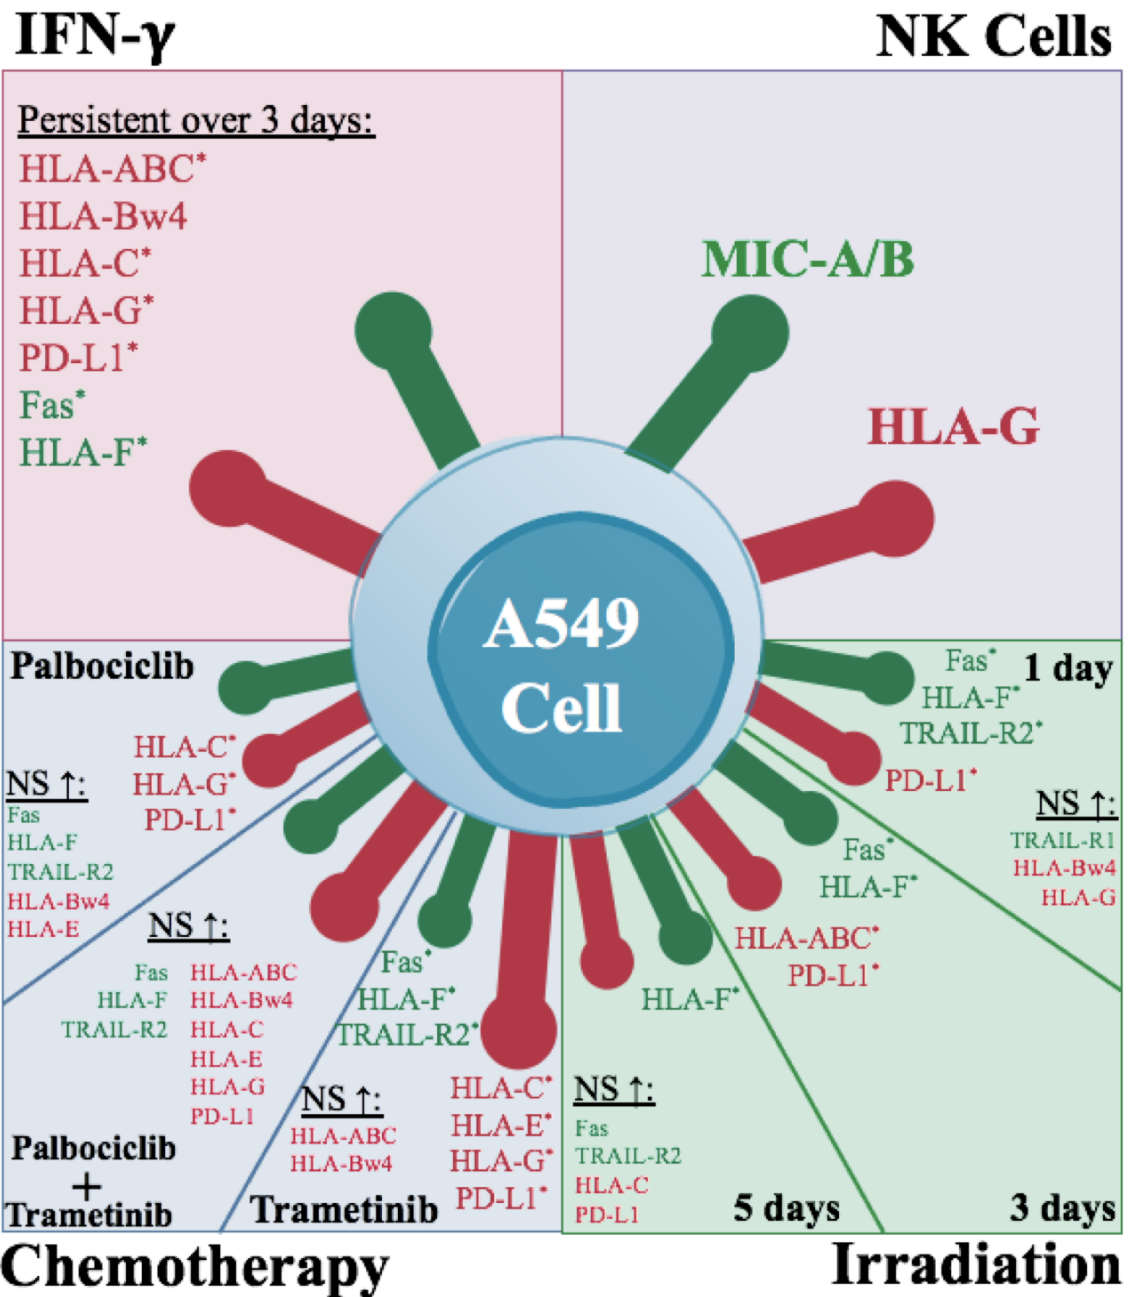 IFN-γ
NK Cells
Persistent over 3 days:
HLA-ABC*
HLA-Bw4
HLA-C*
HLA-G*
PD-L1*
Fas*
HLA-F*
MIC-A/B
HLA-G
A549
Cell
Palbociclib
HLA-C*
HLA-G*
PD-L1*
NS ↑:
Fas
HLA-F
TRAIL-R2
HLA-Bw4
HLA-E
NS ↑:
Fas
HLA-F
TRAIL-R2
HLA-ABC
HLA-Bw4
HLA-C
HLA-E
HLA-G
PD-L1
Palbociclib
+
Trametinib
Fas*
HLA-F*
TRAIL-R2*
NS ↑:
HLA-ABC
HLA-Bw4
HLA-C*
HLA-E*
HLA-G*
PD-L1*
Trametinib
Chemotherapy
1 day
Fas*
HLA-F*
TRAIL-R2*
PD-L1*
NS ↑:
TRAIL-R1
HLA-Bw4
HLA-G
Fas*
HLA-F*
HLA-ABC*
PD-L1*
3 days
HLA-F*
NS ↑:
Fas
TRAIL-R2
HLA-C
PD-L1
5 days
Irradiation